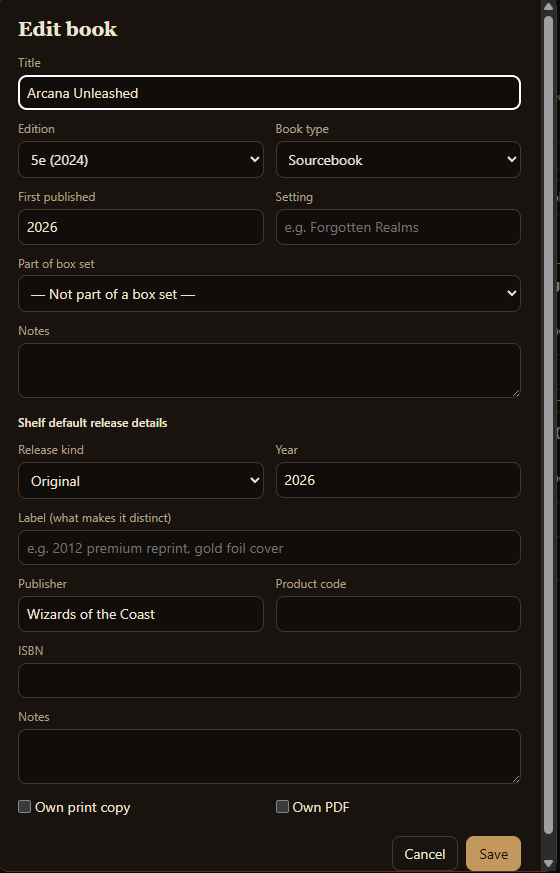 Edit book
Title
Arcana Unleashed
Edition Book type
5e (2024) Sourcebook
First published Setting
2026 e.g. Forgotten Realms
Part of box set
— Not part of a box set —
Notes
Shelf default release details
Release kind Year
Original 2026
Label (what makes it distinct)
e.g. 2012 premium reprint, gold foil cover
Publisher Product code
Wizards of the Coast
ISBN
Notes
Own print copy Own PDF
Cancel Save